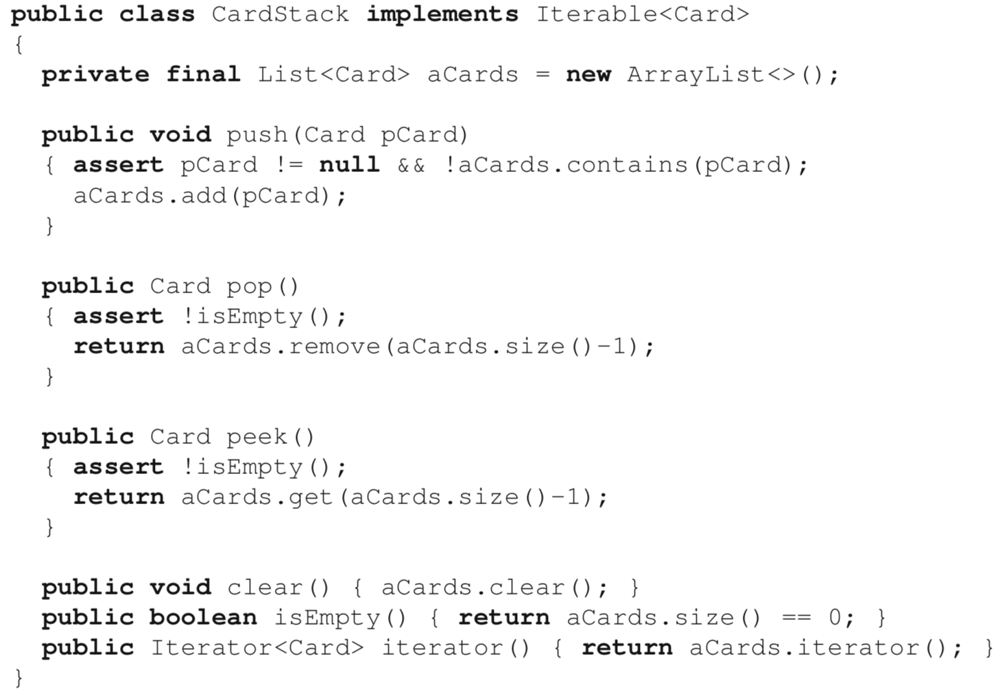 public class CardStack implements Iterable<Card>
{
  private final List<Card> aCards = new ArrayList<>();

  public void push(Card pCard)
  { assert pCard != null && !aCards.contains(pCard);
    aCards.add(pCard);
  }

  public Card pop()
  { assert !isEmpty();
    return aCards.remove(aCards.size()-1);
  }

  public Card peek()
  { assert !isEmpty();
    return aCards.get(aCards.size()-1);
  }

  public void clear() { aCards.clear(); }
  public boolean isEmpty() { return aCards.size() == 0; }
  public Iterator<Card> iterator() { return aCards.iterator(); }
}